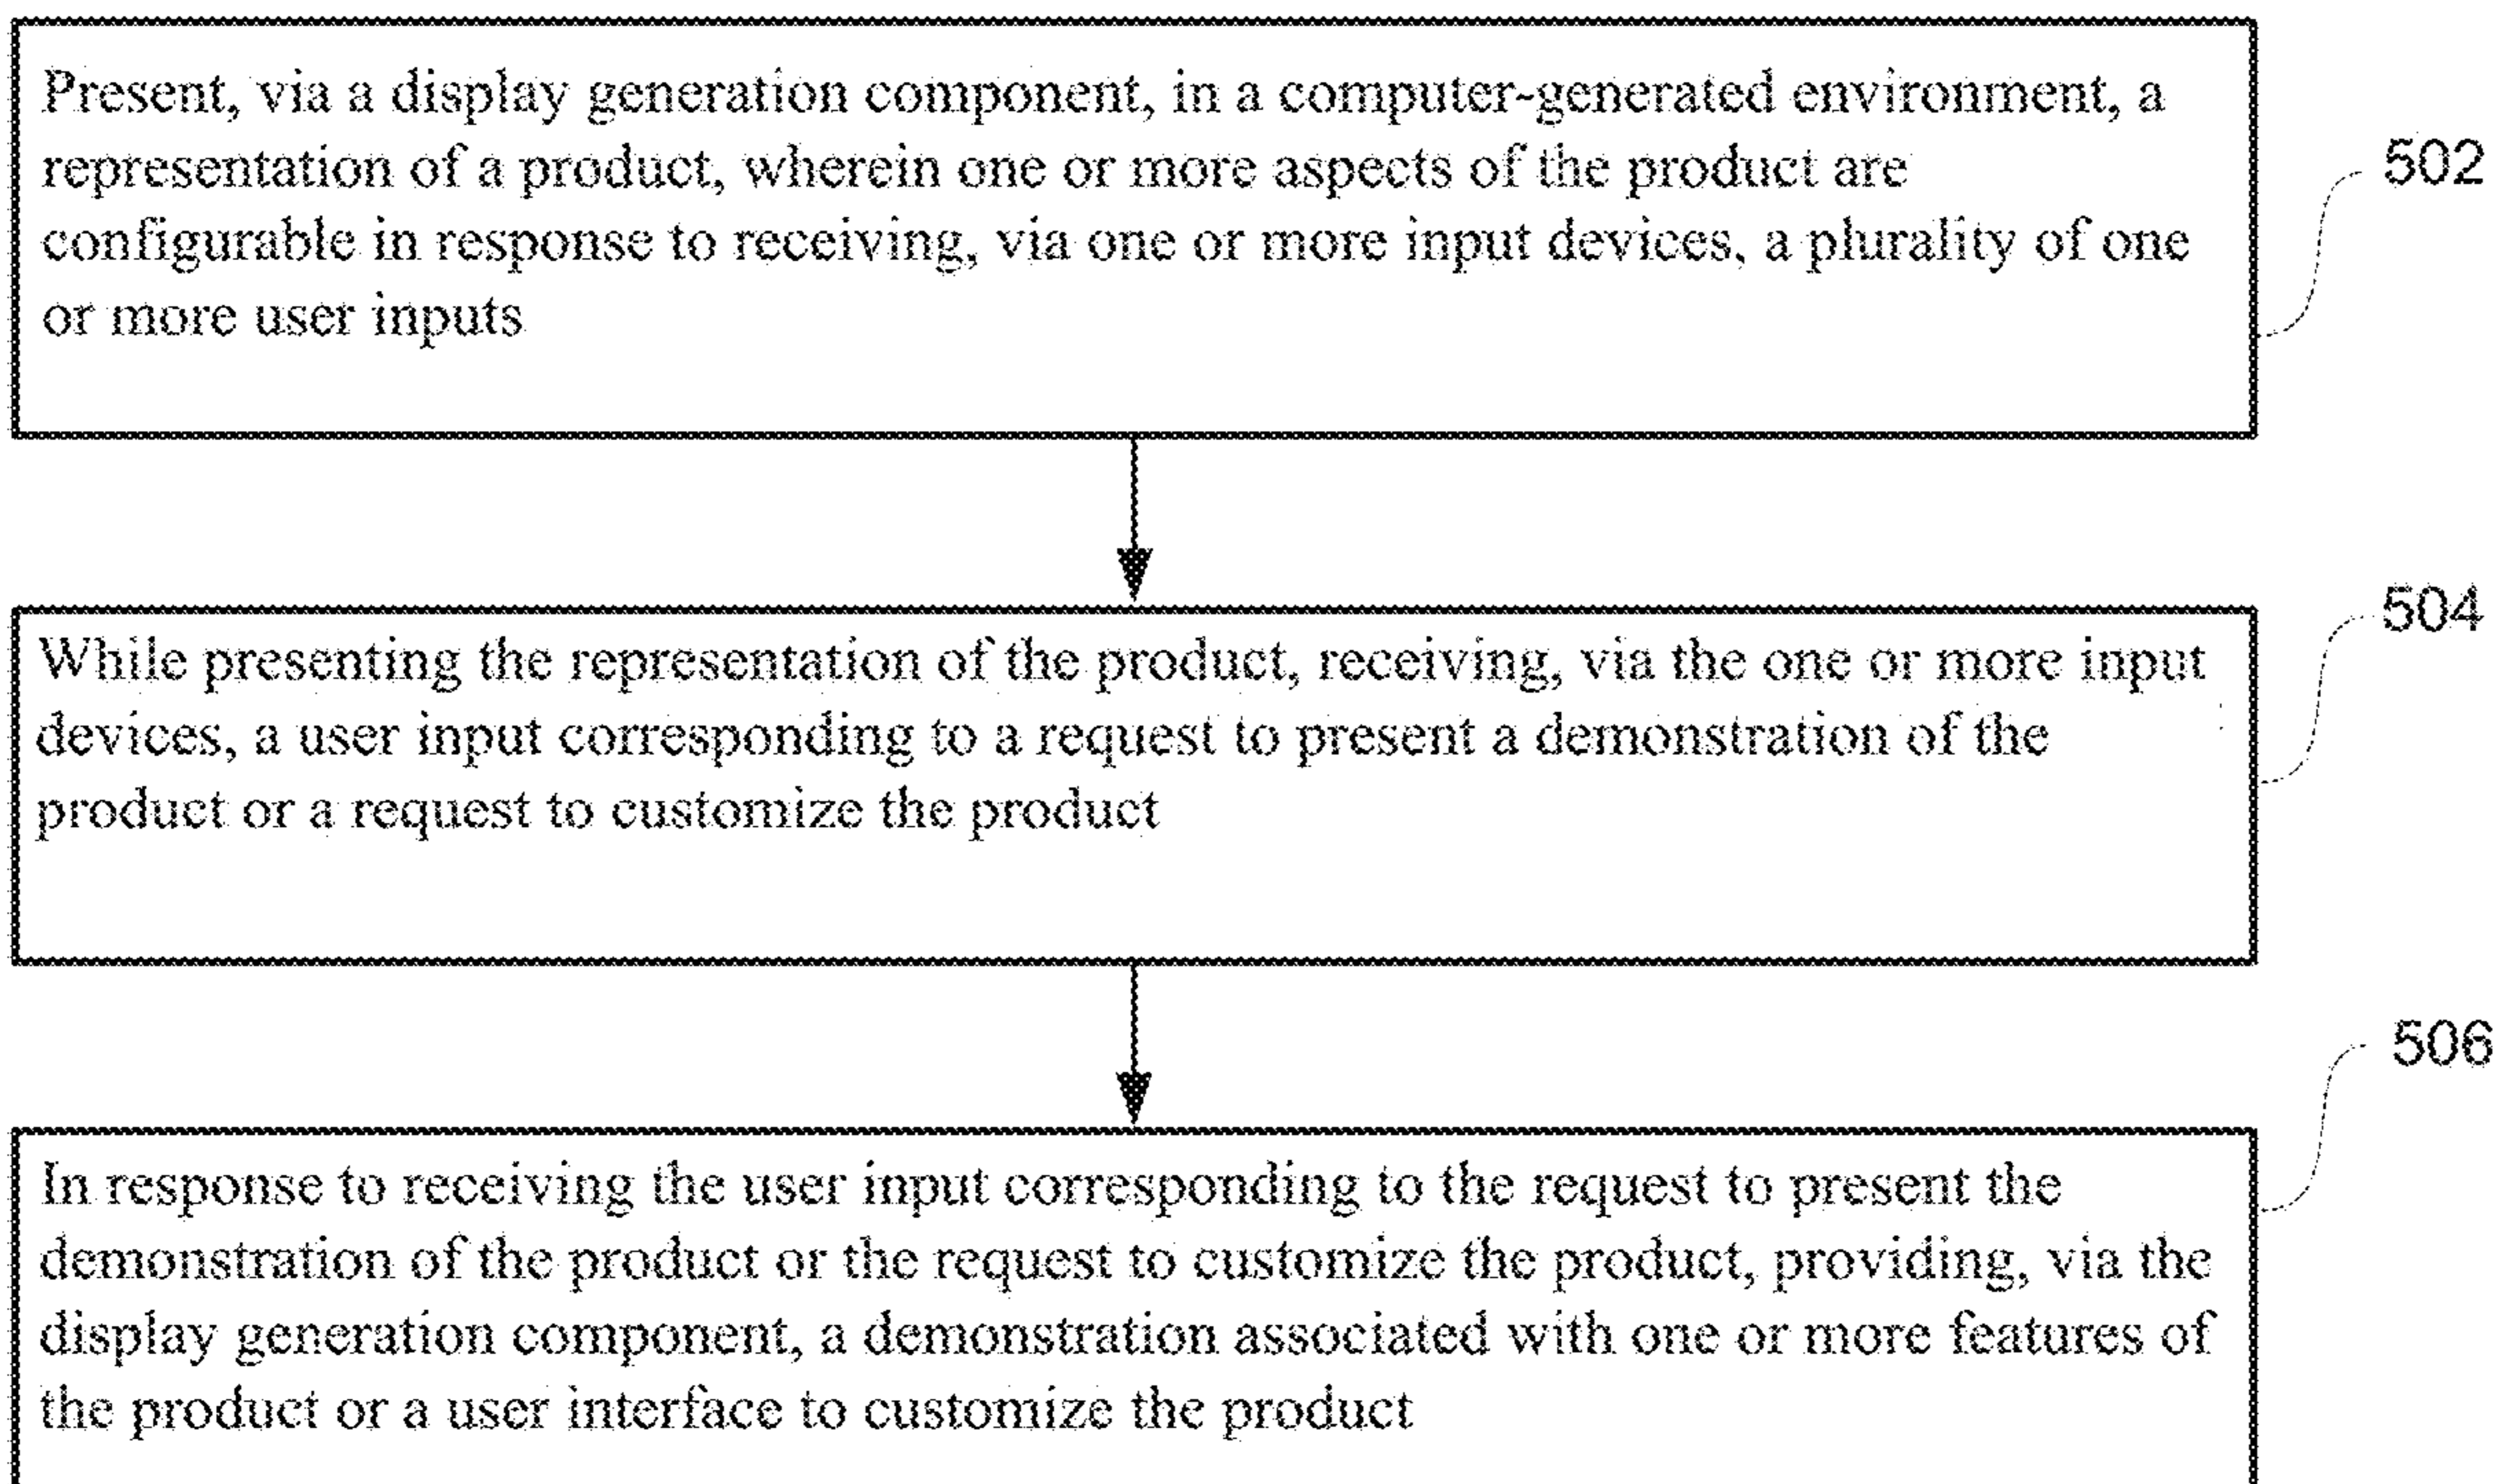 Present, via a display generation component, in a computer-generated environment, a
representation of a product, wherein one or more aspects of the product are
configurable in response to receiving, via one or more input devices, a plurality of one
or more user inputs
502
While presenting the representation of the product, receiving, via the one or more input
devices, a user input corresponding to a request to present a demonstration of the
product or a request to customize the product
504
In response to receiving the user input corresponding to the request to present the
demonstration of the product or the request to customize the product, providing, via the
display generation component, a demonstration associated with one or more features of
the product or a user interface to customize the product
506